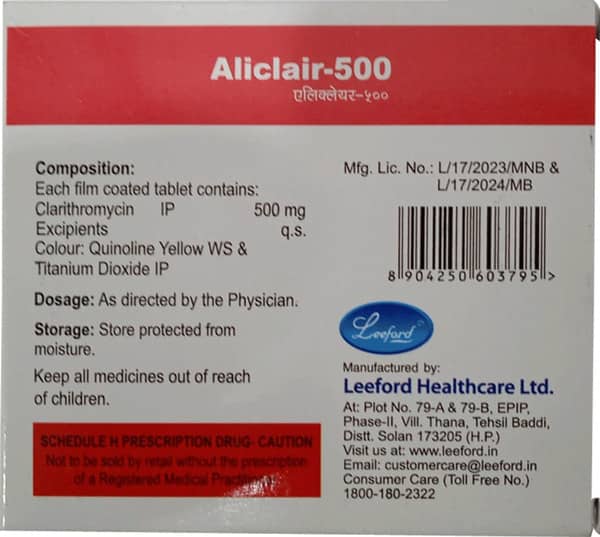 Aliclair-500
एलिक्लेयर-५००
Composition:
Each film coated tablet contains:
Clarithromycin IP 500 mg
Excipients q.s.
Colour: Quinoline Yellow WS &
Titanium Dioxide IP
Dosage: As directed by the Physician.
Storage: Store protected from
moisture.
Keep all medicines out of reach
of children.
SCHEDULE H PRESCRIPTION DRUG- CAUTION
Not to be sold by retail without the prescription
of a Registered Medical Practitioner
Mfg. Lic. No.: L/17/2023/MNB &
L/17/2024/MB
8 904250 603795 >
Leeford
Manufactured by:
Leeford Healthcare Ltd.
At: Plot No. 79-A & 79-B, EPIP,
Phase-II, Vill. Thana, Tehsil Baddi,
Distt. Solan 173205 (H.P.)
Visit us at: www.leeford.in
Email: customercare@leeford.in
Consumer Care (Toll Free No.)
1800-180-2322